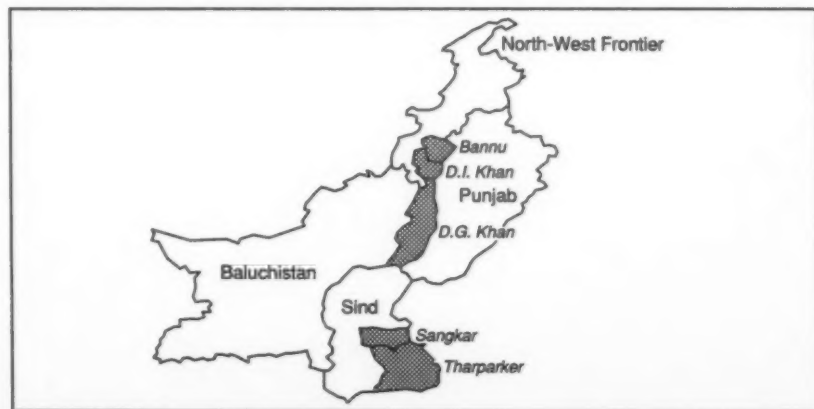 North-West Frontier
Bannu
D.I. Khan
Punjab
D.G. Khan
Baluchistan
Sind
Sangkar
Tharparker